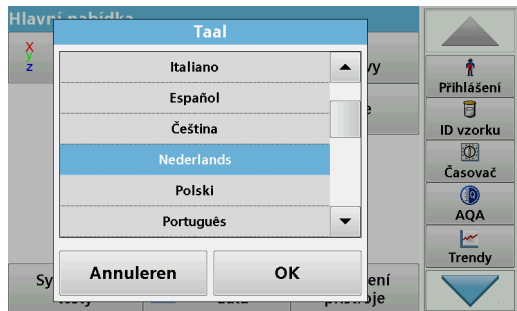 Hlavní nabídka
Taal
x
y
z
Italiano
Español
Čeština
Nederlands
Polski
Português
Annuleren
OK
Přihlášení
ID vzorku
Časovač
AQA
Trendy